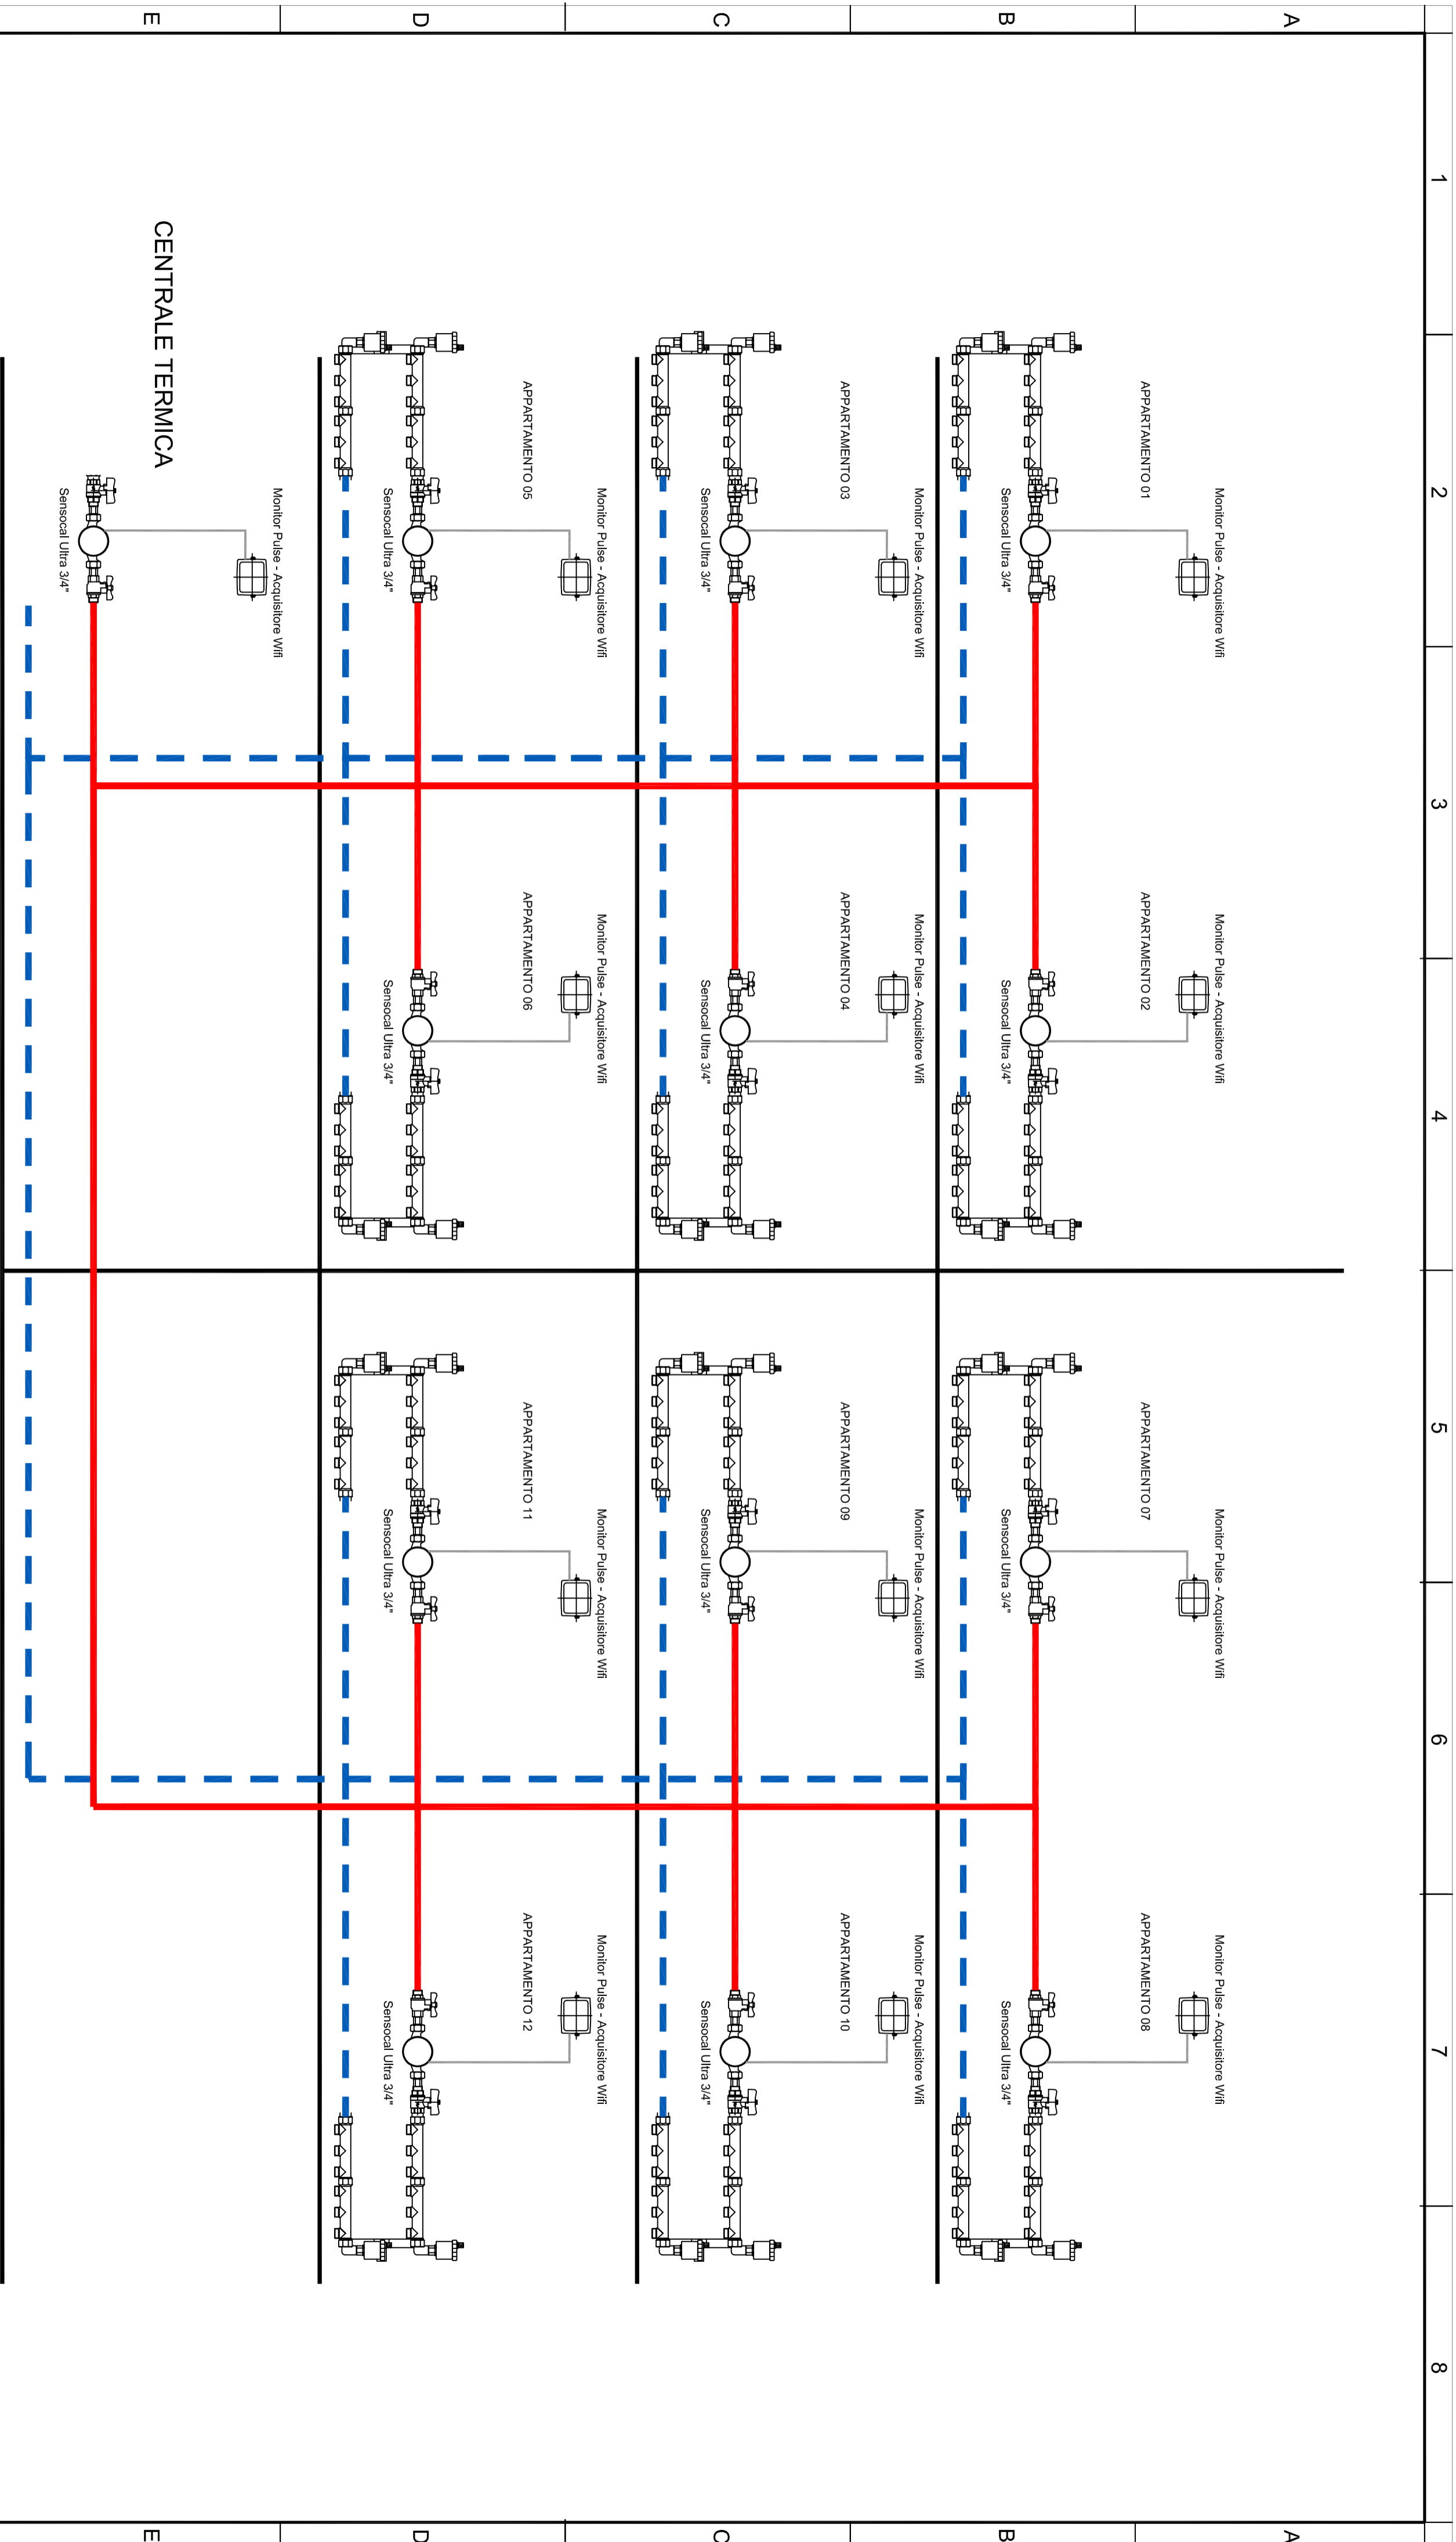 1
2
3
4
5
6
7
8
A
A
Monitor Pulse - Acquisitore Wifi
Monitor Pulse - Acquisitore Wifi
Monitor Pulse - Acquisitore Wifi
Monitor Pulse - Acquisitore Wifi
APPARTAMENTO 01
APPARTAMENTO 02
APPARTAMENTO 07
APPARTAMENTO 08
B
Sensocal Ultra 3/4"
Sensocal Ultra 3/4"
Sensocal Ultra 3/4"
Sensocal Ultra 3/4"
B
Monitor Pulse - Acquisitore Wifi
Monitor Pulse - Acquisitore Wifi
Monitor Pulse - Acquisitore Wifi
Monitor Pulse - Acquisitore Wifi
APPARTAMENTO 03
APPARTAMENTO 04
APPARTAMENTO 09
APPARTAMENTO 10
C
Sensocal Ultra 3/4"
Sensocal Ultra 3/4"
Sensocal Ultra 3/4"
Sensocal Ultra 3/4"
C
Monitor Pulse - Acquisitore Wifi
Monitor Pulse - Acquisitore Wifi
Monitor Pulse - Acquisitore Wifi
Monitor Pulse - Acquisitore Wifi
APPARTAMENTO 05
APPARTAMENTO 06
APPARTAMENTO 11
APPARTAMENTO 12
D
Sensocal Ultra 3/4"
Sensocal Ultra 3/4"
Sensocal Ultra 3/4"
Sensocal Ultra 3/4"
D
Monitor Pulse - Acquisitore Wifi
CENTRALE TERMICA
E
E
Sensocal Ultra 3/4"